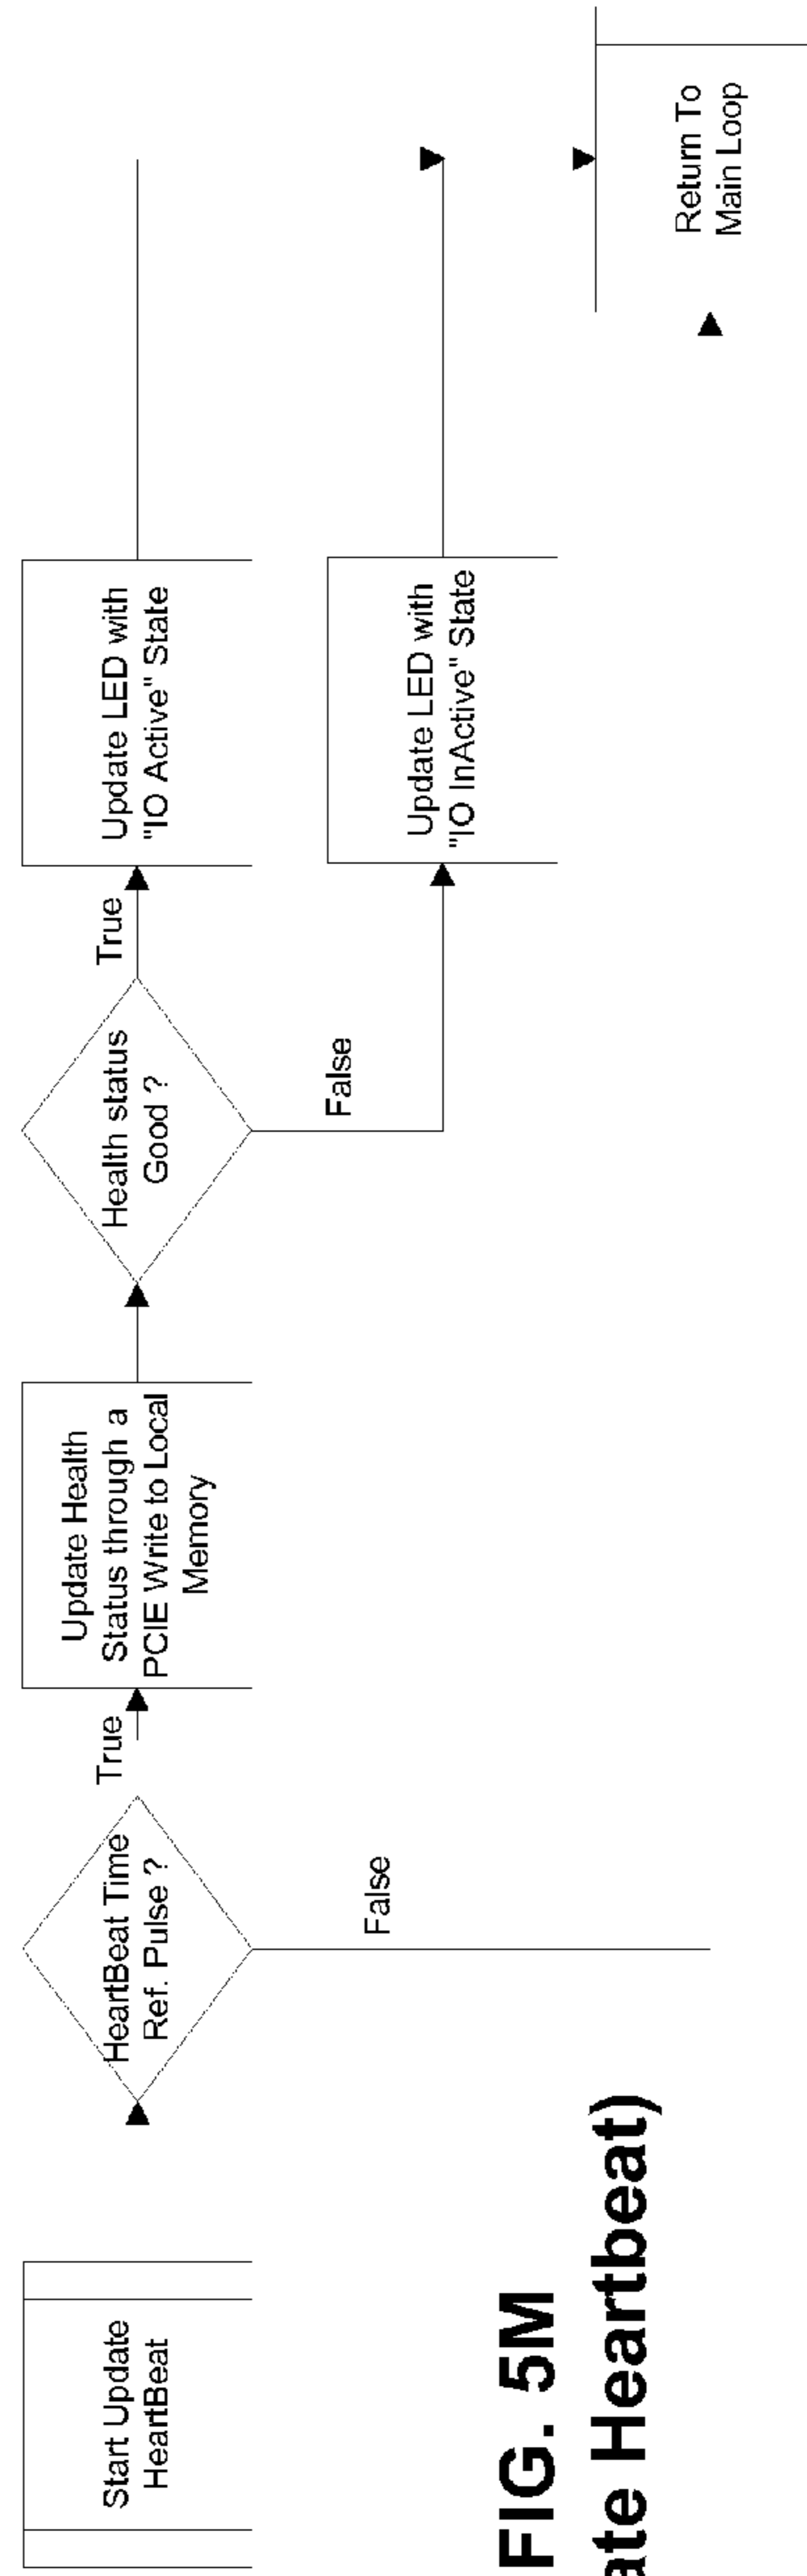 Start Update
HeartBeat
HeartBeat Time
Ref. Pulse ?
True
False
Update Health
Status through a
PCIE Write to Local
Memory
Health status
Good ?
True
False
Update LED with
"IO Active" State
Update LED with
"IO InActive" State
Return To
Main Loop
FIG. 5M
ate Heartbeat)